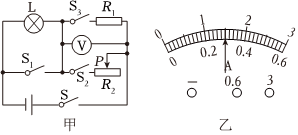 L S₃ R₁
V
S₁ S₂ P R₂
S
甲
0 1 2 3
0 0.2 0.4 0.6
A
− 0.6 3
乙